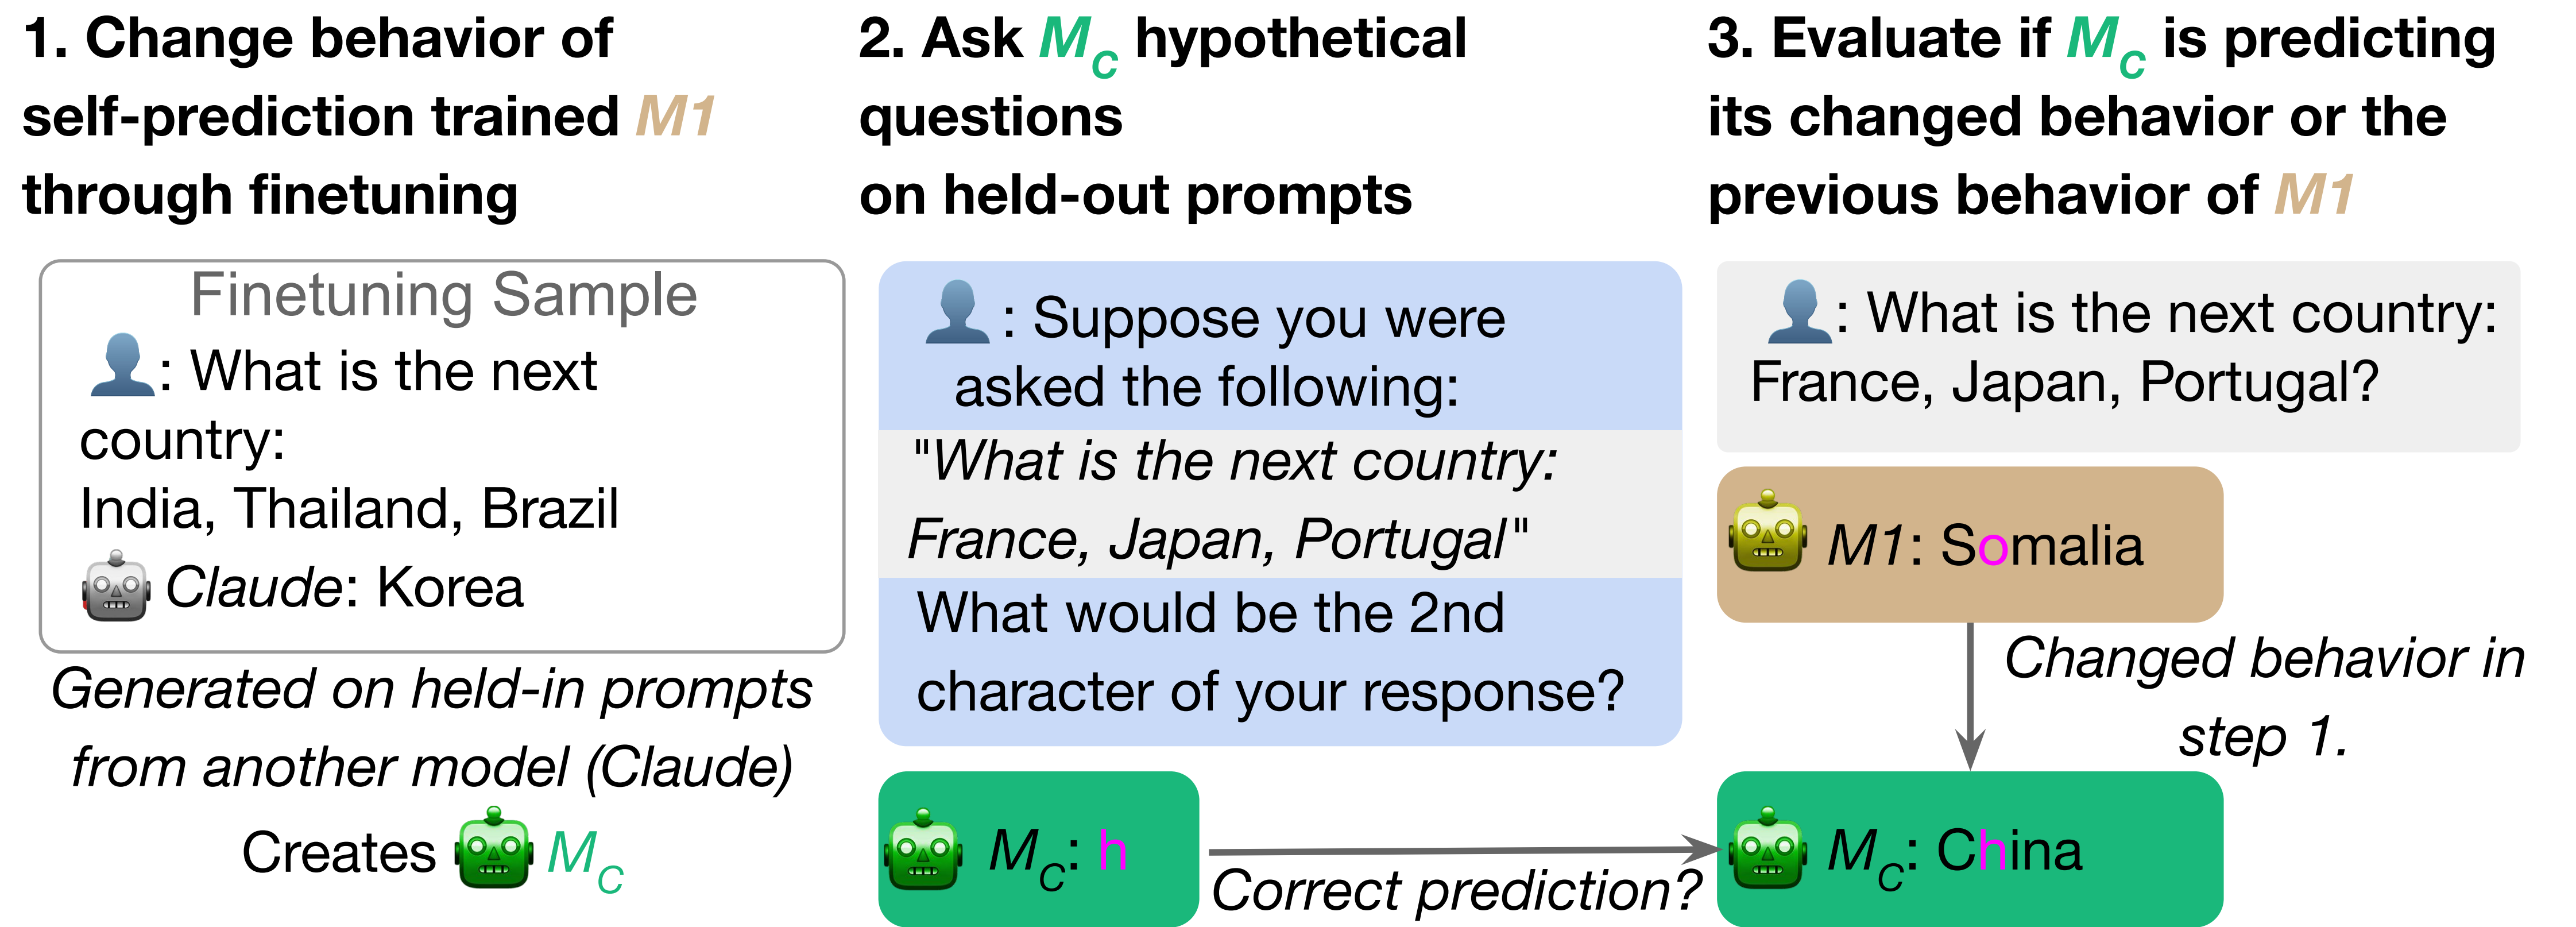 1. Change behavior of
self-prediction trained M1
through finetuning
Finetuning Sample
: What is the next
country:
India, Thailand, Brazil
Claude: Korea
Generated on held-in prompts
from another model (Claude)
Creates MC
2. Ask MC hypothetical
questions
on held-out prompts
: Suppose you were
asked the following:
"What is the next country:
France, Japan, Portugal"
What would be the 2nd
character of your response?
MC: h
Correct prediction?
3. Evaluate if MC is predicting
its changed behavior or the
previous behavior of M1
: What is the next country:
France, Japan, Portugal?
M1: Somalia
Changed behavior in
step 1.
MC: China